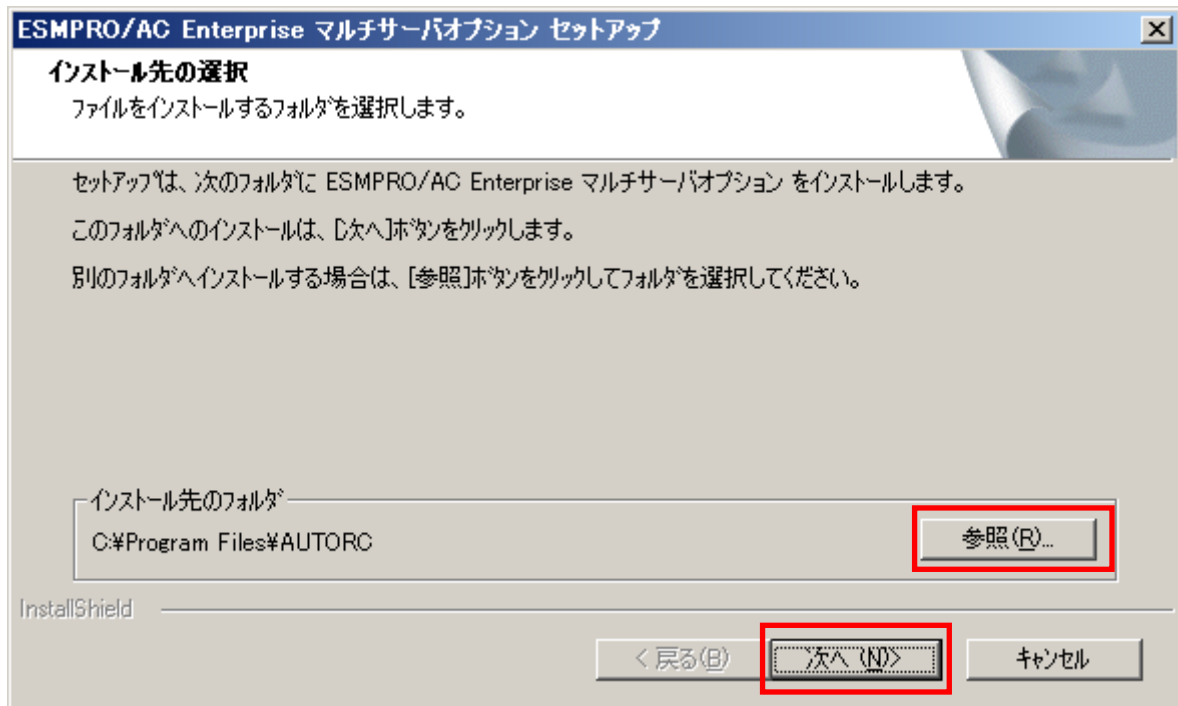 ESMPRO/AC Enterprise マルチサーバオプション セットアップ
インストール先の選択
ファイルをインストールするフォルダを選択します。
セットアップは、次のフォルダに ESMPRO/AC Enterprise マルチサーバオプション をインストールします。
このフォルダへのインストールは、[次へ]ボタンをクリックします。
別のフォルダへインストールする場合は、[参照]ボタンをクリックしてフォルダを選択してください。
インストール先のフォルダ
C:¥Program Files¥AUTORC
参照(R)...
InstallShield
< 戻る(B)
次へ (N)>
キャンセル